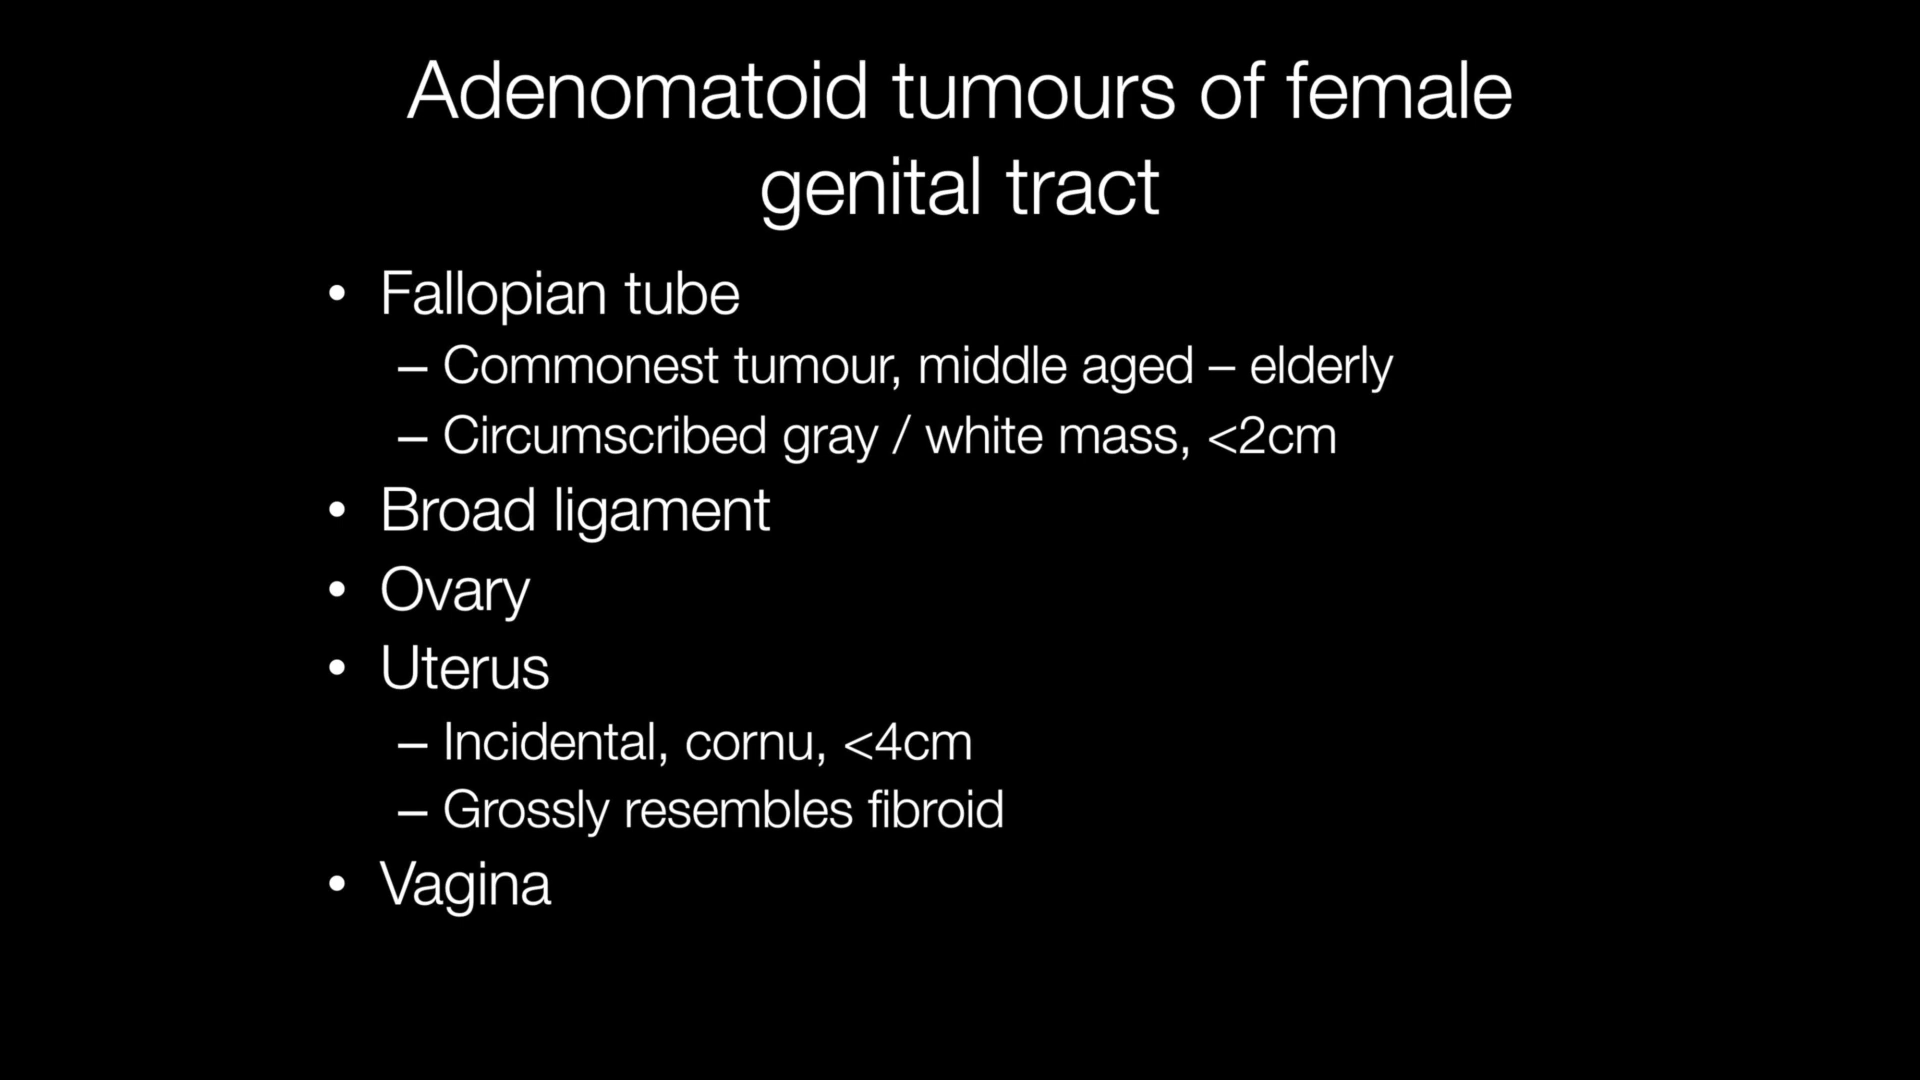 Adenomatoid tumours of female
genital tract
• Fallopian tube
– Commonest tumour, middle aged – elderly
– Circumscribed gray / white mass, <2cm
• Broad ligament
• Ovary
• Uterus
– Incidental, cornu, <4cm
– Grossly resembles fibroid
• Vagina